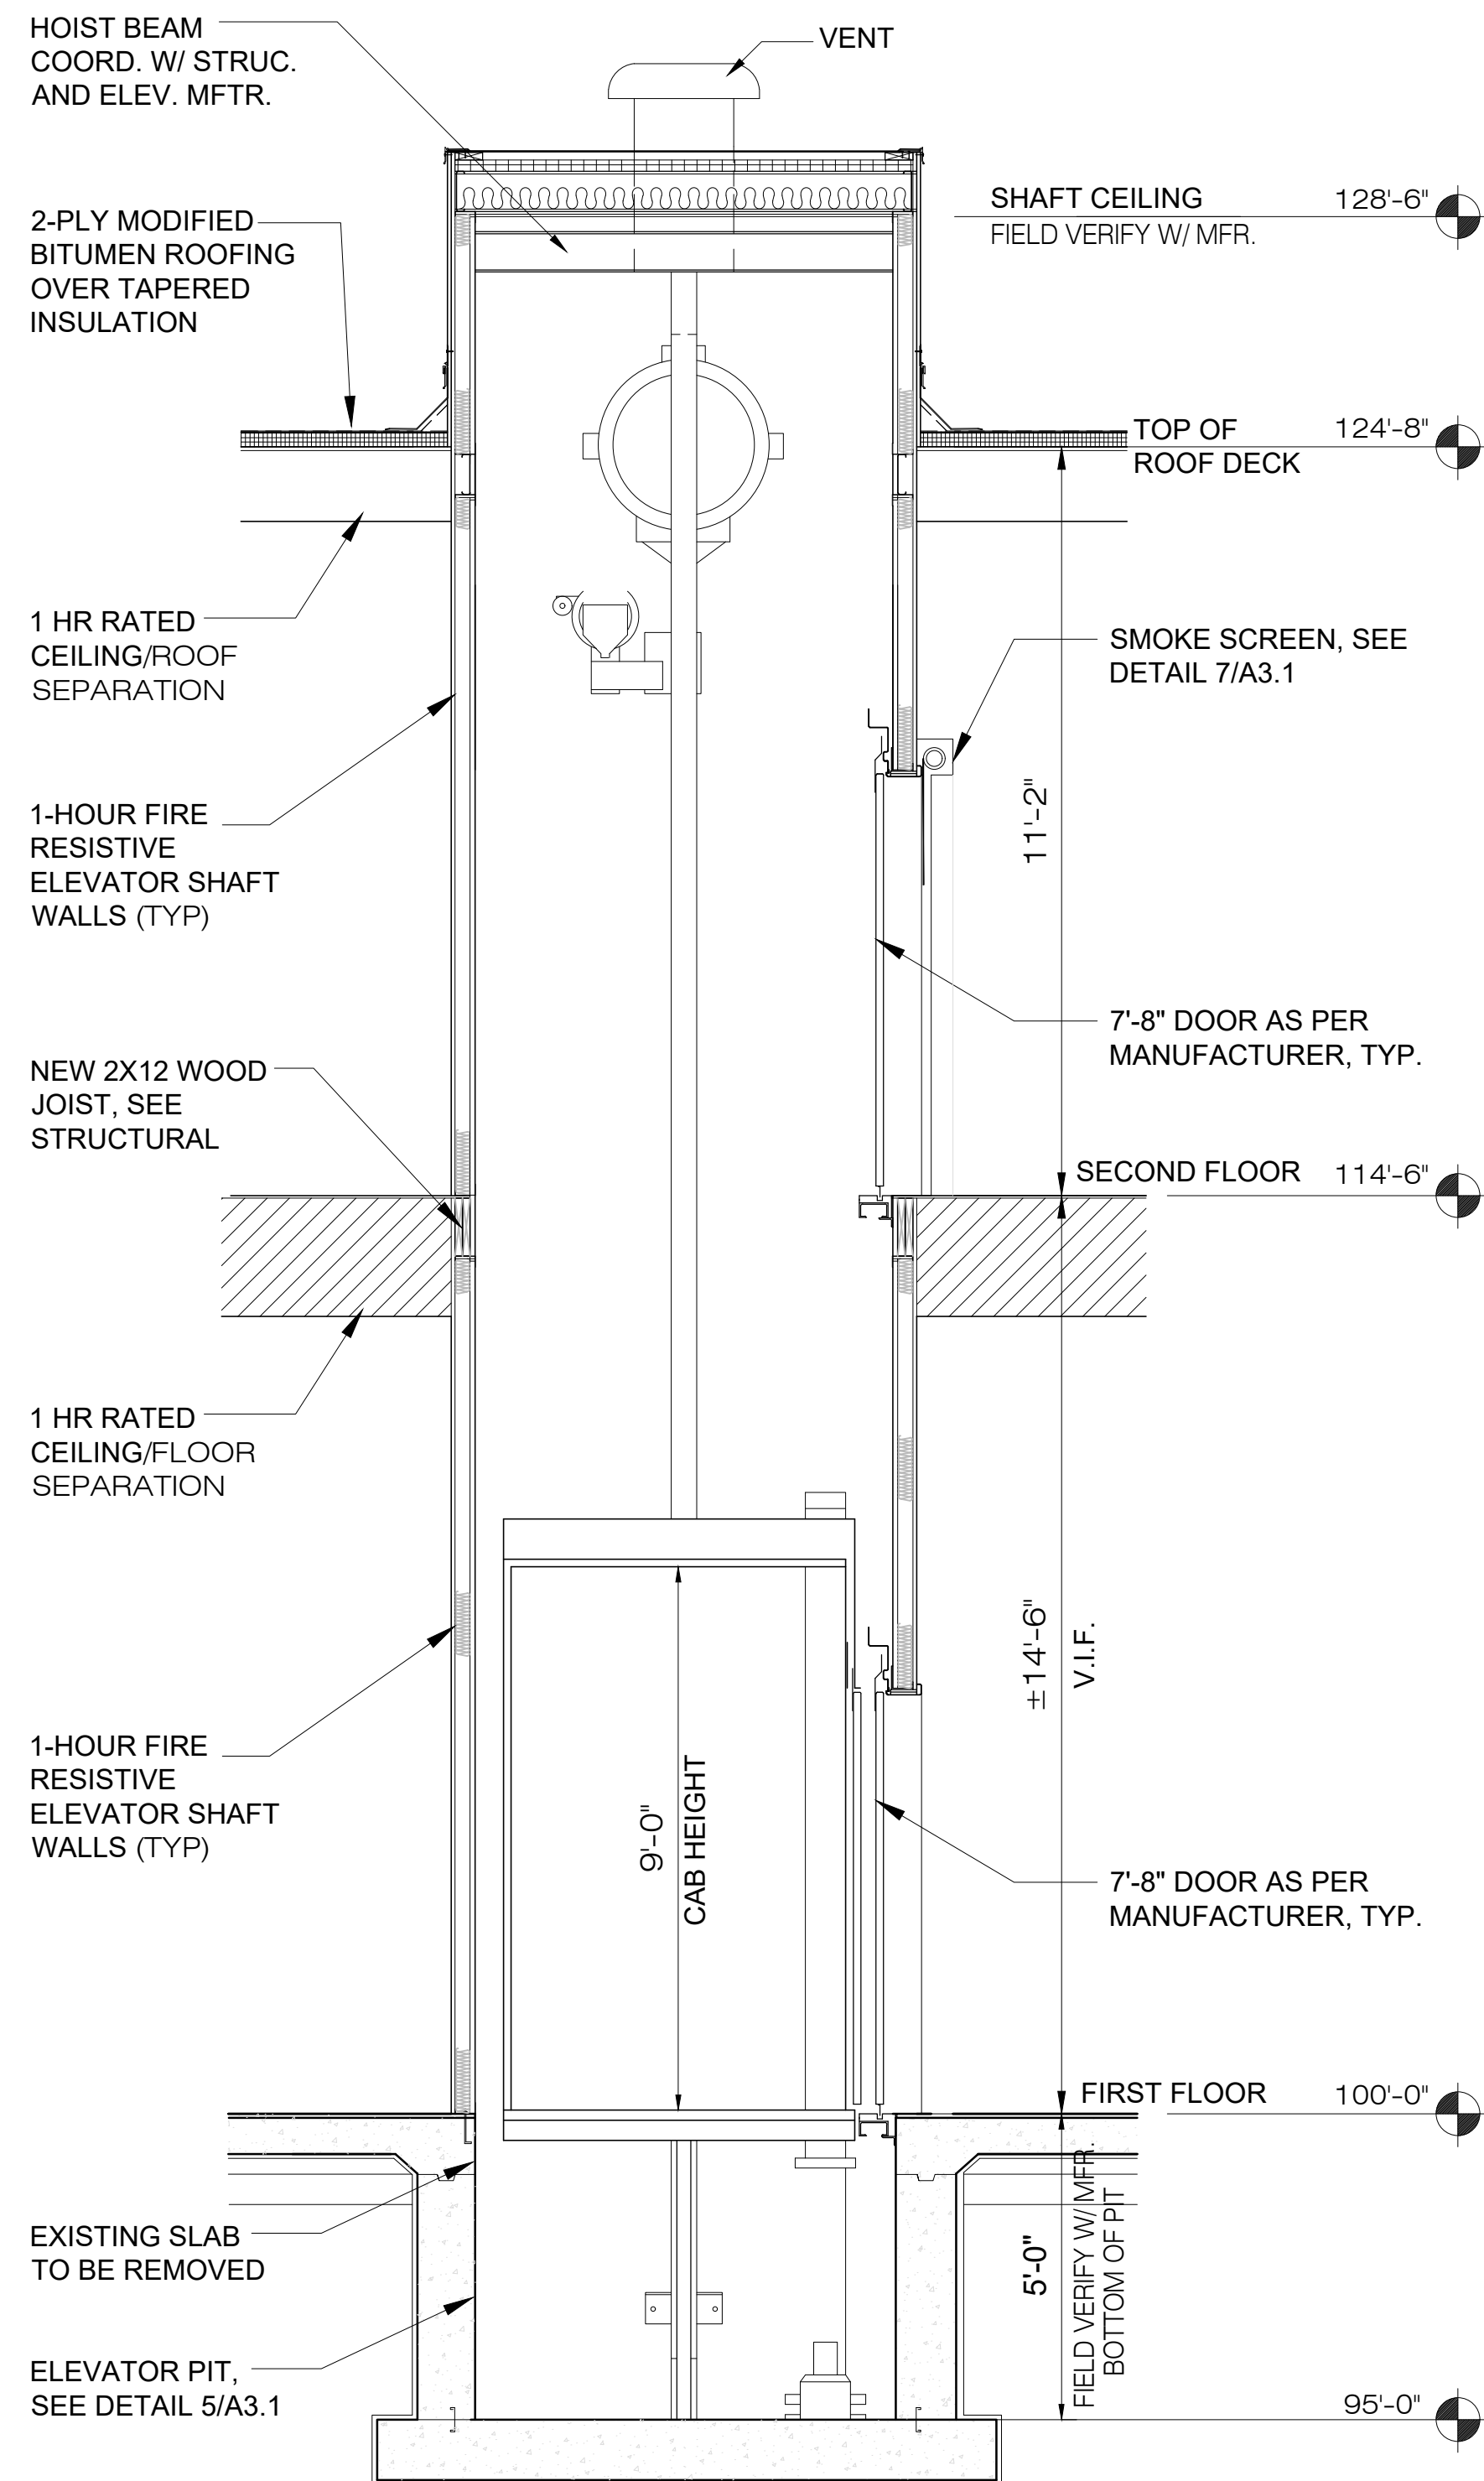 HOIST BEAM
COORD. W/ STRUC.
AND ELEV. MFTR.
VENT
2-PLY MODIFIED
BITUMEN ROOFING
OVER TAPERED
INSULATION
SHAFT CEILING 128'-6"
FIELD VERIFY W/ MFR.
TOP OF 124'-8"
ROOF DECK
1 HR RATED
CEILING/ROOF
SEPARATION
SMOKE SCREEN, SEE
DETAIL 7/A3.1
1-HOUR FIRE
RESISTIVE
ELEVATOR SHAFT
WALLS (TYP)
11'-2"
7'-8" DOOR AS PER
MANUFACTURER, TYP.
NEW 2X12 WOOD
JOIST, SEE
STRUCTURAL
SECOND FLOOR 114'-6"
1 HR RATED
CEILING/FLOOR
SEPARATION
±14'-6"
V.I.F.
1-HOUR FIRE
RESISTIVE
ELEVATOR SHAFT
WALLS (TYP)
9'-0"
CAB HEIGHT
7'-8" DOOR AS PER
MANUFACTURER, TYP.
FIRST FLOOR 100'-0"
EXISTING SLAB
TO BE REMOVED
5'-0"
FIELD VERIFY W/ MFR.
BOTTOM OF PIT
ELEVATOR PIT,
SEE DETAIL 5/A3.1
95'-0"